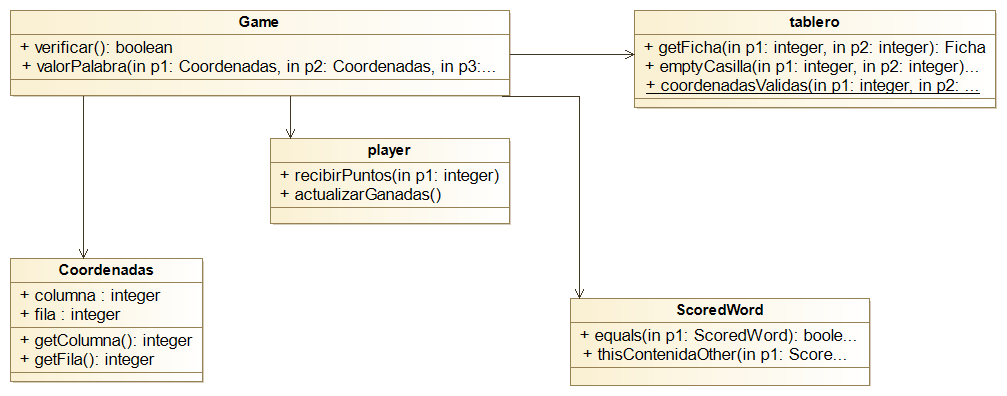 Game
+ verificar(): boolean
+ valorPalabra(in p1: Coordenadas, in p2: Coordenadas, in p3:...
tablero
+ getFicha(in p1: integer, in p2: integer): Ficha
+ emptyCasilla(in p1: integer, in p2: integer)...
+ coordenadasValidas(in p1: integer, in p2: ...
player
+ recibirPuntos(in p1: integer)
+ actualizarGanadas()
Coordenadas
+ columna : integer
+ fila : integer
+ getColumna(): integer
+ getFila(): integer
ScoredWord
+ equals(in p1: ScoredWord): boole...
+ thisContenidaOther(in p1: Score...